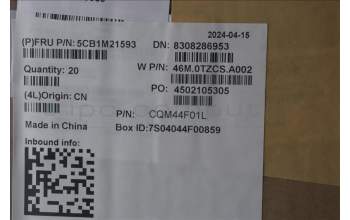 2024-04-15
(P)FRU P/N: 5CB1M21593 DN: 8308286953
Quantity: 20 W P/N: 46M.0TZCS.A002
PO: 4502105305
(4L)Origin: CN
P/N: CQM44F01L
Made in China Box ID:7S04044F00859
Inbound info: